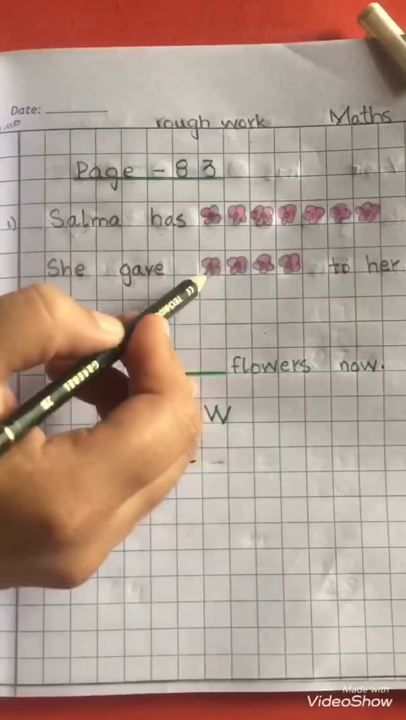 Date:
rough work Maths
Page - 83
1) Salma has
She gave to her
flowers now.
W
Made with
VideoShow